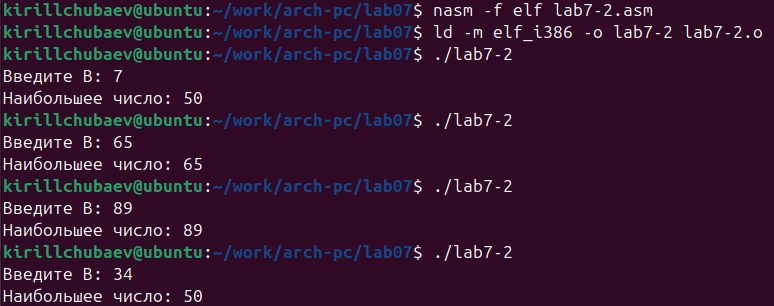 kirillchubaev@ubuntu:~/work/arch-pc/lab07$ nasm -f elf lab7-2.asm
kirillchubaev@ubuntu:~/work/arch-pc/lab07$ ld -m elf_i386 -o lab7-2 lab7-2.o
kirillchubaev@ubuntu:~/work/arch-pc/lab07$ ./lab7-2
Введите В: 7
Наибольшее число: 50
kirillchubaev@ubuntu:~/work/arch-pc/lab07$ ./lab7-2
Введите В: 65
Наибольшее число: 65
kirillchubaev@ubuntu:~/work/arch-pc/lab07$ ./lab7-2
Введите В: 89
Наибольшее число: 89
kirillchubaev@ubuntu:~/work/arch-pc/lab07$ ./lab7-2
Введите В: 34
Наибольшее число: 50